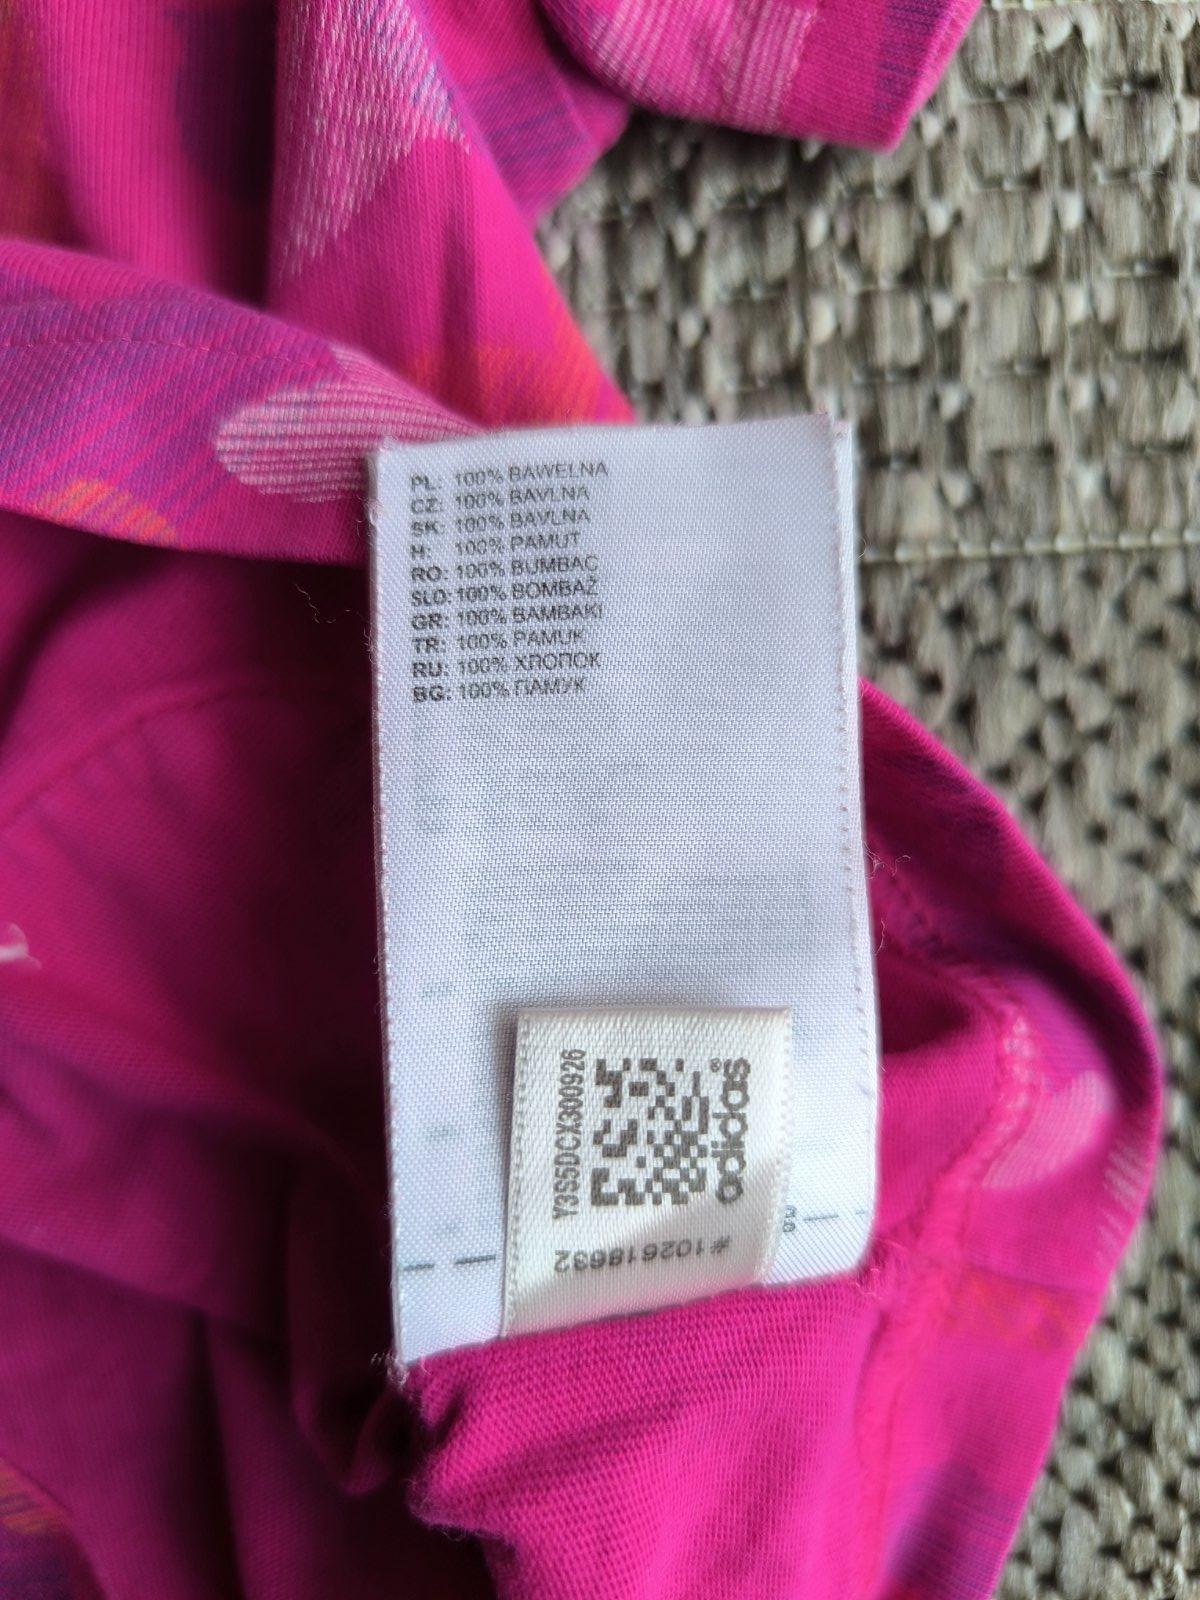 PL: 100% BAWELNA
CZ: 100% BAVLNA
SK: 100% BAVLNA
H: 100% PAMUT
RO: 100% BUMBAC
SLO: 100% BOMBAŽ
GR: 100% BAMBAKI
TR: 100% PAMUK
RU: 100% ХЛОПОК
BG: 100% ПАМУК
Y3S5DCX300926
adidas®
#102618632